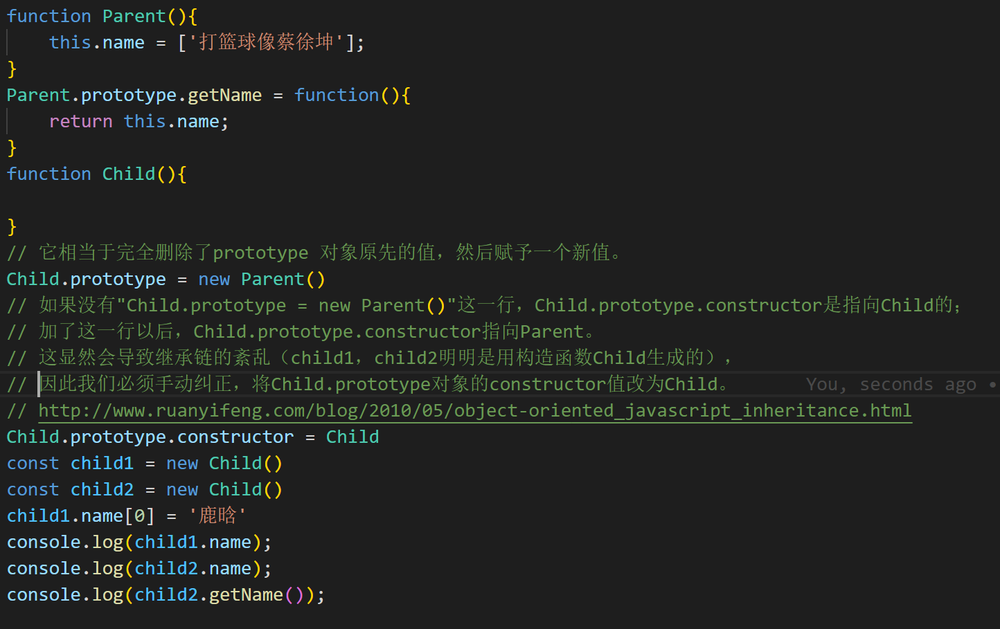 function Parent(){
    this.name = ['打篮球像蔡徐坤'];
}
Parent.prototype.getName = function(){
    return this.name;
}
function Child(){

}
// 它相当于完全删除了prototype 对象原先的值，然后赋予一个新值。
Child.prototype = new Parent()
// 如果没有"Child.prototype = new Parent()"这一行，Child.prototype.constructor是指向Child的；
// 加了这一行以后，Child.prototype.constructor指向Parent。
// 这显然会导致继承链的紊乱（child1，child2明明是用构造函数Child生成的），
// 因此我们必须手动纠正，将Child.prototype对象的constructor值改为Child。 You, seconds ago •
// http://www.ruanyifeng.com/blog/2010/05/object-oriented_javascript_inheritance.html
Child.prototype.constructor = Child
const child1 = new Child()
const child2 = new Child()
child1.name[0] = '鹿晗'
console.log(child1.name);
console.log(child2.name);
console.log(child2.getName());